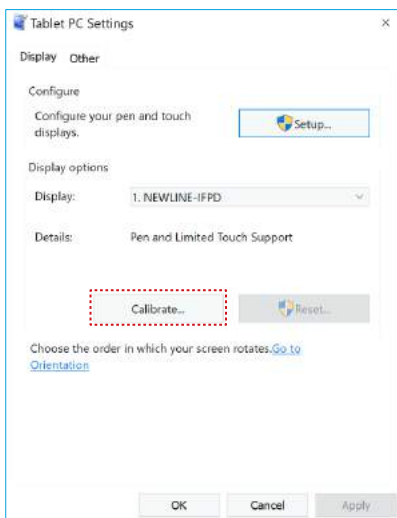 Tablet PC Settings
Display Other
Configure
Configure your pen and touch
displays.
Setup...
Display options
Display: 1. NEWLINE-IFPD
Details: Pen and Limited Touch Support
Calibrate... Reset...
Choose the order in which your screen rotates.Go to
Orientation
OK Cancel Apply